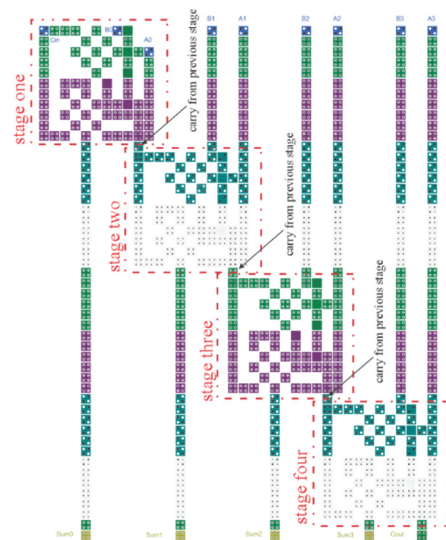 B1 A1 B2 A2 B3 A3
Cin B0 A0
stage one
carry from previous stage
stage two
carry from previous stage
stage three
carry from previous stage
stage four
Sum0 Sum1 Sum2 Sum3 Cout